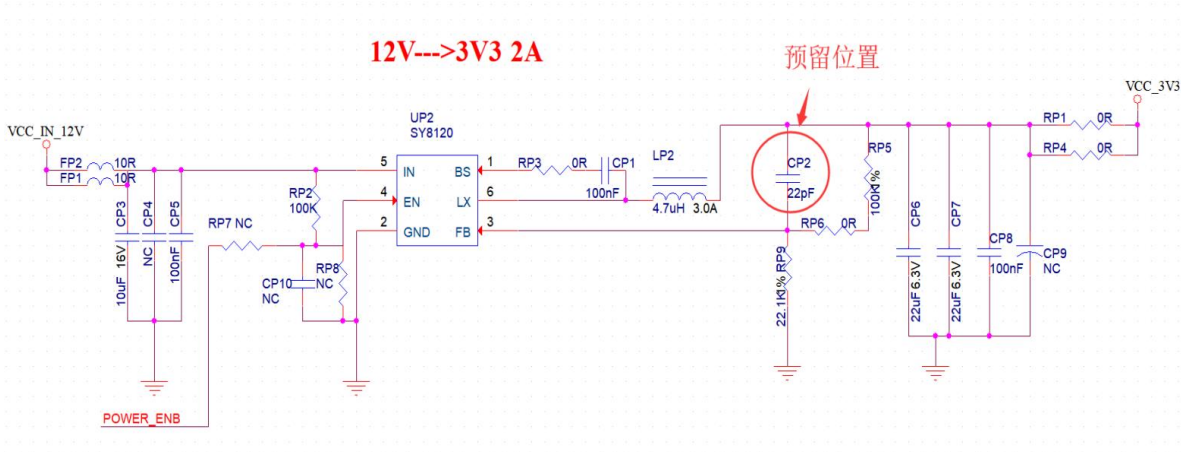 12V--->3V3 2A
预留位置
VCC_3V3
VCC_IN_12V
UP2
SY8120
RP1 0R
RP4 0R
FP2 10R
FP1 10R
5 IN
4 EN
2 GND
BS 1
LX 6
FB 3
RP3 0R
CP1
100nF
LP2
4.7uH 3.0A
CP2
22pF
RP5
100K1%
RP6 0R
RP2
100K
RP7 NC
CP3
10uF 16V
CP4
NC
CP5
100nF
RP8
NC
CP10
NC
RP9
22.1K1%
CP6
22uF 6.3V
CP7
22uF 6.3V
CP8
100nF
CP9
NC
POWER_ENB